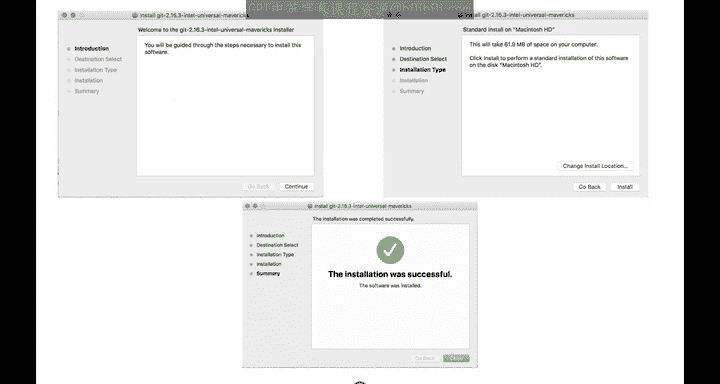 Install git-2.16.3-intel-universal-mavericks
Welcome to the git-2.16.3-intel-universal-mavericks Installer
Introduction
Destination Select
Installation Type
Installation
Summary
You will be guided through the steps necessary to install this
software.
Go Back
Continue
Install git-2.16.3-intel-universal-mavericks
Standard Install on "Macintosh HD"
Introduction
Destination Select
Installation Type
Installation
Summary
This will take 61.9 MB of space on your computer.
Click Install to perform a standard installation of this software
on the disk "Macintosh HD".
Change Install Location...
Go Back
Install
Install git-2.16.3-intel-universal-mavericks
The installation was completed successfully.
Introduction
Destination Select
Installation Type
Installation
Summary
The installation was successful.
The software was installed.
Go Back
Close